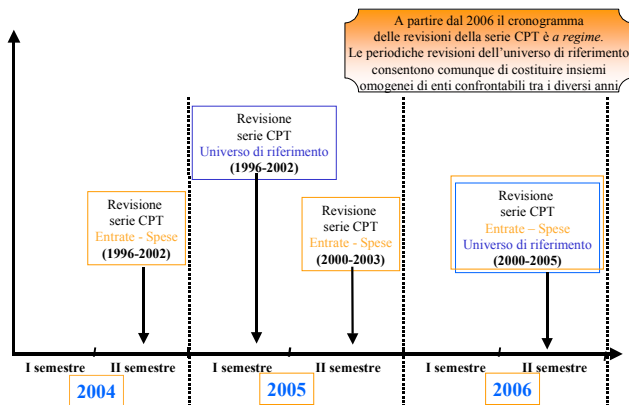 A partire dal 2006 il cronogramma
delle revisioni della serie CPT è a regime.
Le periodiche revisioni dell'universo di riferimento
consentono comunque di costituire insiemi
omogenei di enti confrontabili tra i diversi anni
Revisione
serie CPT
Universo di riferimento
(1996-2002)
Revisione
serie CPT
Entrate - Spese
(1996-2002)
Revisione
serie CPT
Entrate - Spese
(2000-2003)
Revisione
serie CPT
Entrate – Spese
Universo di riferimento
(2000-2005)
I semestre II semestre I semestre II semestre I semestre II semestre
2004 2005 2006